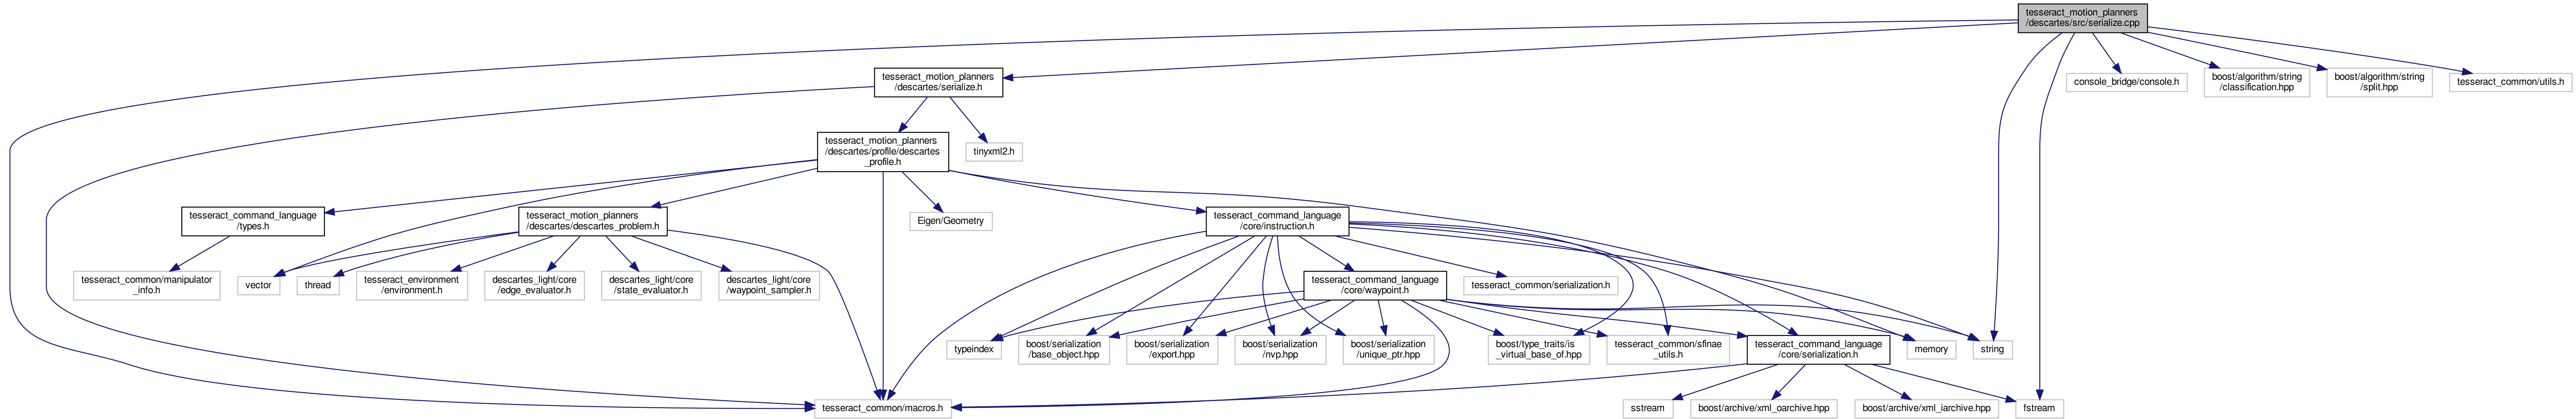 tesseract_motion_planners
/descartes/src/serialize.cpp
tesseract_motion_planners
/descartes/serialize.h
console_bridge/console.h
boost/algorithm/string
/classification.hpp
boost/algorithm/string
/split.hpp
tesseract_common/utils.h
tesseract_motion_planners
/descartes/profile/descartes
_profile.h
tinyxml2.h
tesseract_command_language
/types.h
tesseract_motion_planners
/descartes/descartes_problem.h
Eigen/Geometry
tesseract_command_language
/core/instruction.h
tesseract_common/manipulator
_info.h
vector
thread
tesseract_environment
/environment.h
descartes_light/core
/edge_evaluator.h
descartes_light/core
/state_evaluator.h
descartes_light/core
/waypoint_sampler.h
tesseract_command_language
/core/waypoint.h
tesseract_common/serialization.h
typeindex
boost/serialization
/base_object.hpp
boost/serialization
/export.hpp
boost/serialization
/nvp.hpp
boost/serialization
/unique_ptr.hpp
boost/type_traits/is
_virtual_base_of.hpp
tesseract_common/sfinae
_utils.h
tesseract_command_language
/core/serialization.h
memory
string
tesseract_common/macros.h
sstream
boost/archive/xml_oarchive.hpp
boost/archive/xml_iarchive.hpp
fstream